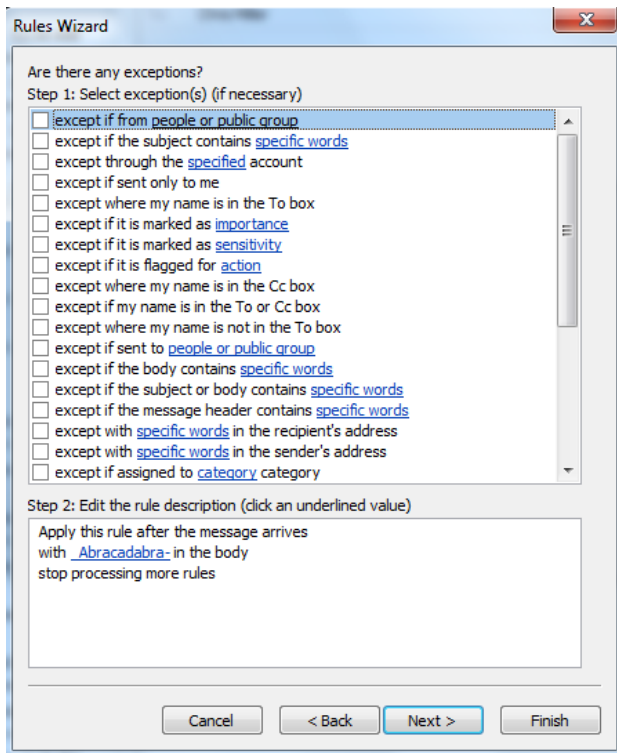 Rules Wizard
Are there any exceptions?
Step 1: Select exception(s) (if necessary)
except if from people or public group
except if the subject contains specific words
except through the specified account
except if sent only to me
except where my name is in the To box
except if it is marked as importance
except if it is marked as sensitivity
except if it is flagged for action
except where my name is in the Cc box
except if my name is in the To or Cc box
except where my name is not in the To box
except if sent to people or public group
except if the body contains specific words
except if the subject or body contains specific words
except if the message header contains specific words
except with specific words in the recipient's address
except with specific words in the sender's address
except if assigned to category category
Step 2: Edit the rule description (click an underlined value)
Apply this rule after the message arrives
with _Abracadabra- in the body
stop processing more rules
Cancel < Back Next > Finish